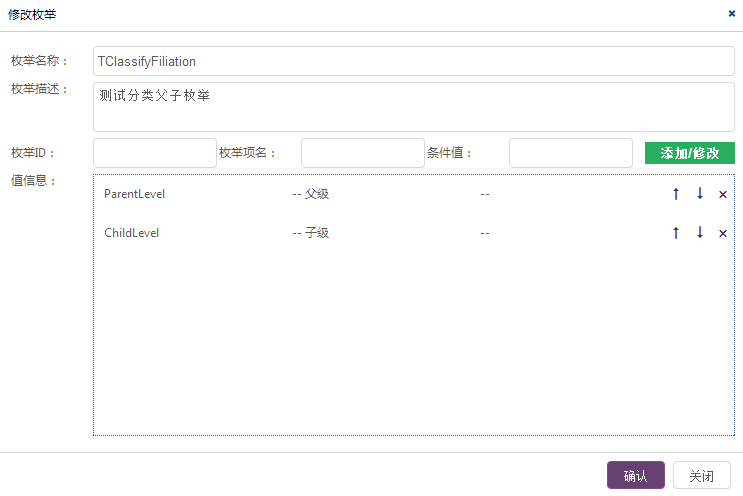 修改枚举
×
枚举名称： TClassifyFiliation
枚举描述： 测试分类父子枚举
枚举ID： 枚举项名： 条件值： 添加/修改
值信息：
ParentLevel -- 父级 -- ↑ ↓ ×
ChildLevel -- 子级 -- ↑ ↓ ×
确认 关闭